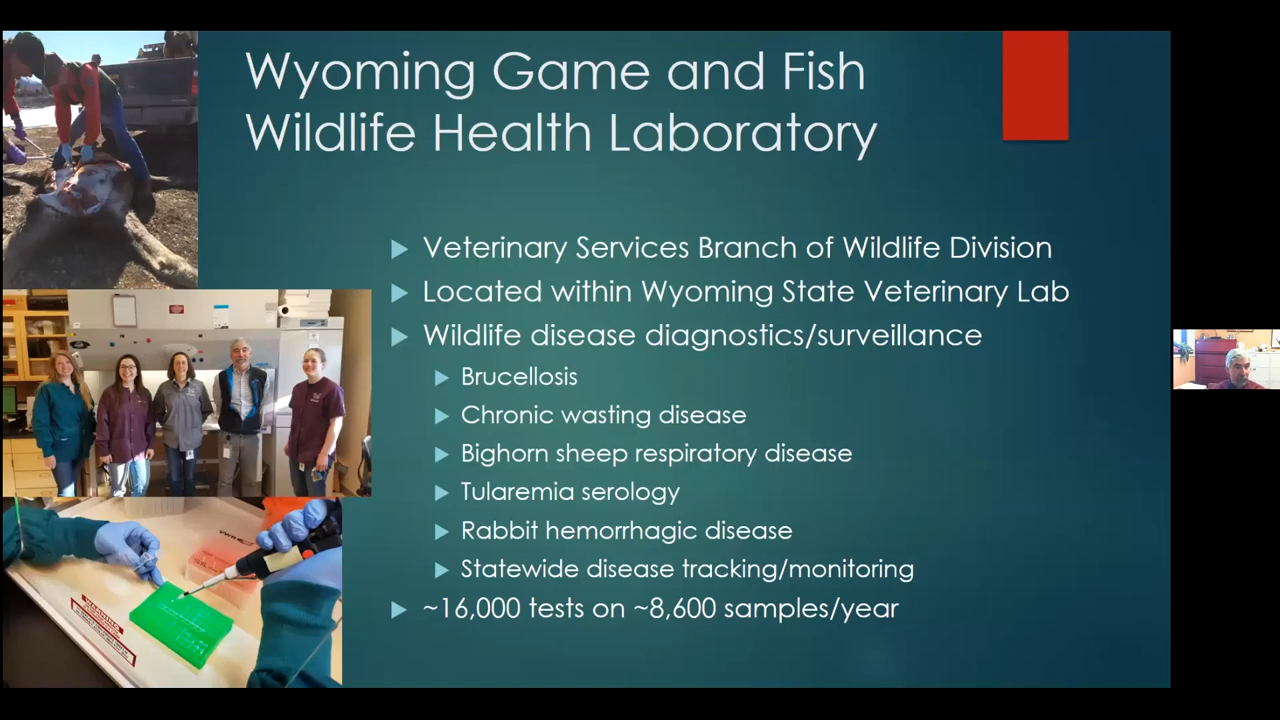 Wyoming Game and Fish
Wildlife Health Laboratory
Veterinary Services Branch of Wildlife Division
Located within Wyoming State Veterinary Lab
Wildlife disease diagnostics/surveillance
Brucellosis
Chronic wasting disease
Bighorn sheep respiratory disease
Tularemia serology
Rabbit hemorrhagic disease
Statewide disease tracking/monitoring
~16,000 tests on ~8,600 samples/year
WARNING